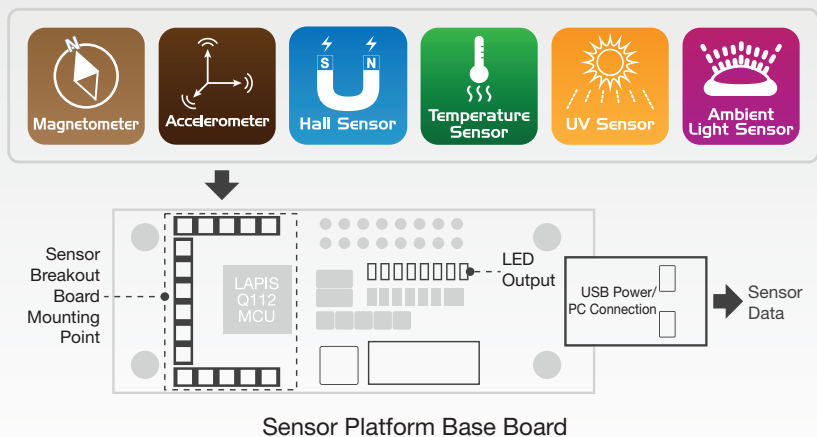 N
Magnetometer
Accelerometer
S N
Hall Sensor
Temperature
Sensor
UV Sensor
Ambient
Light Sensor
Sensor
Breakout
Board
Mounting
Point
LAPIS
Q112
MCU
LED
Output
USB Power/
PC Connection
Sensor
Data
Sensor Platform Base Board